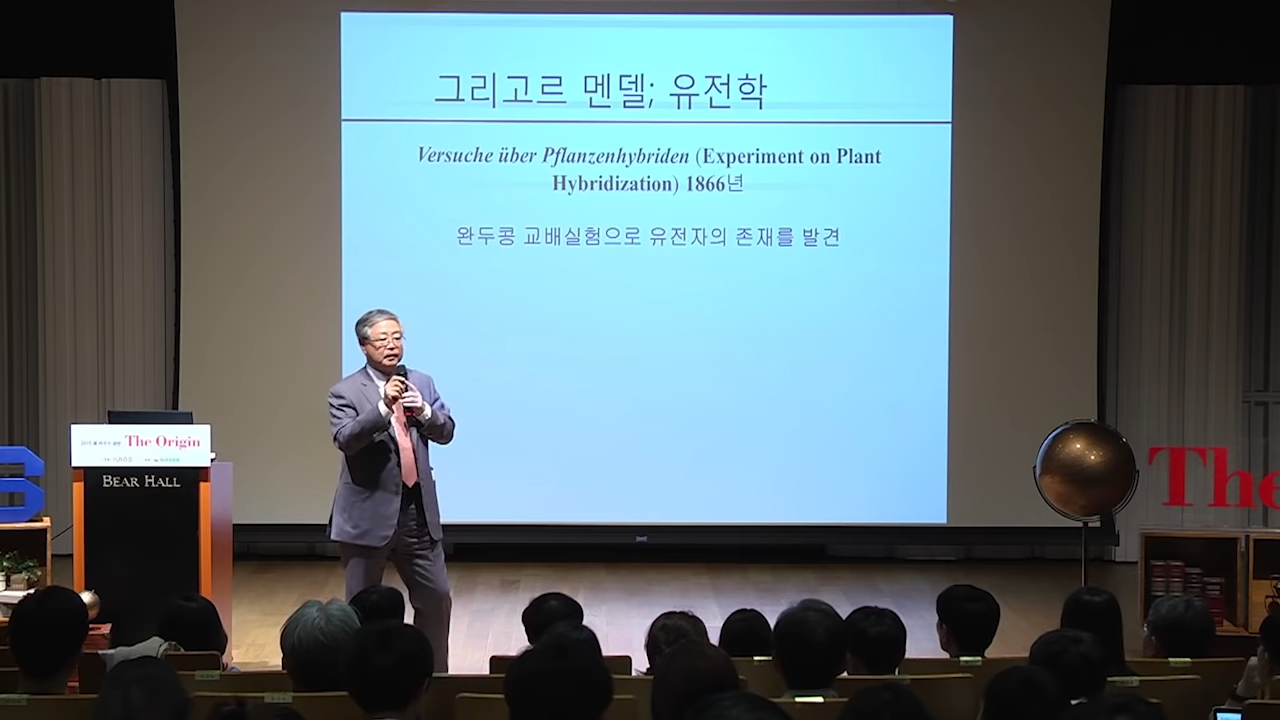 그리고르 멘델; 유전학
Versuche über Pflanzenhybriden (Experiment on Plant
Hybridization) 1866년
완두콩 교배실험으로 유전자의 존재를 발견
The Origin
BEAR HALL
S
The